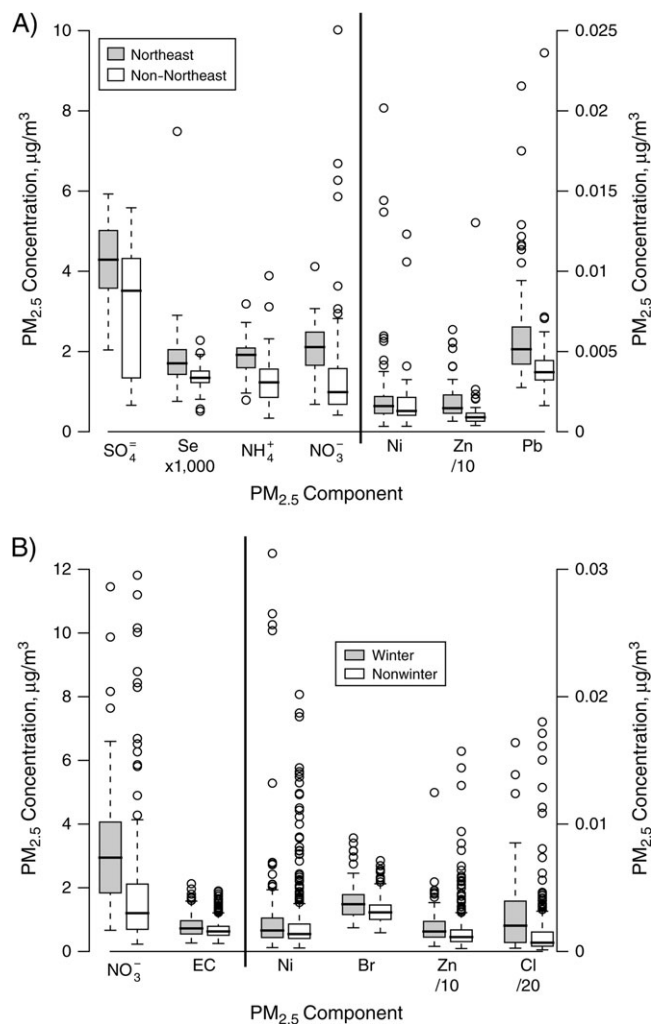 A)
10
8
6
4
2
0
PM2.5 Concentration, μg/m³
Northeast
Non−Northeast
0.025
0.020
0.015
0.010
0.005
0
PM2.5 Concentration, μg/m³
SO₄⁼ Se NH₄⁺ NO₃⁻ Ni Zn Pb
x1,000 /10
PM2.5 Component
B)
12
10
8
6
4
2
0
PM2.5 Concentration, μg/m³
Winter
Nonwinter
0.03
0.02
0.01
0
PM2.5 Concentration, μg/m³
NO₃⁻ EC Ni Br Zn Cl
/10 /20
PM2.5 Component